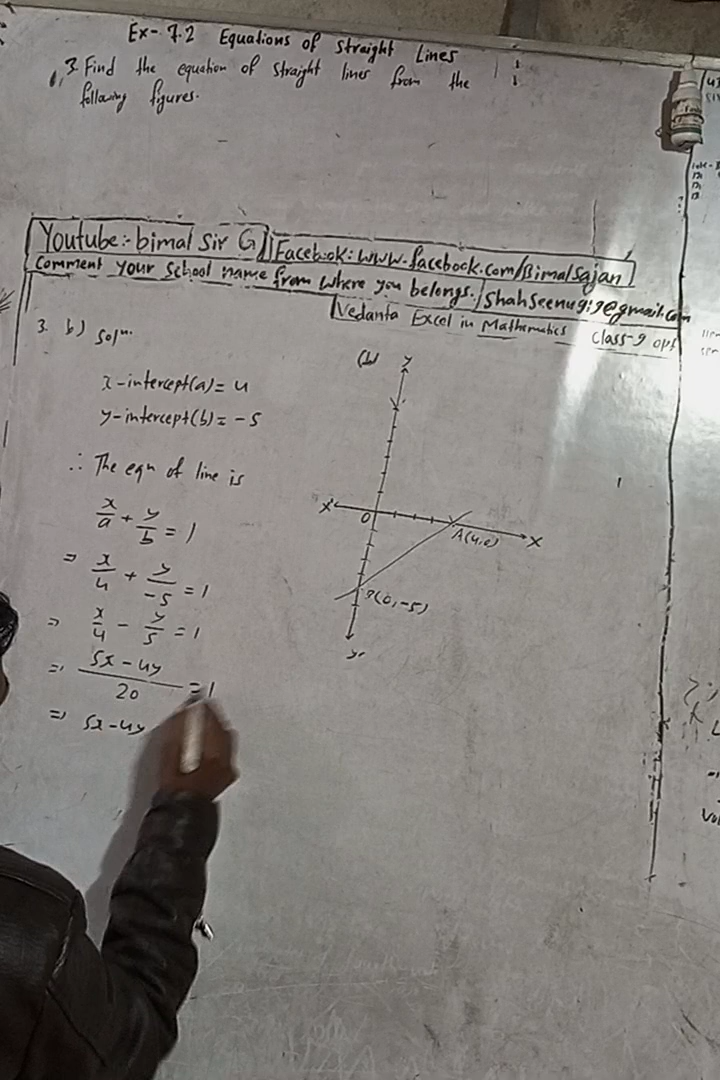 Ex- 7.2 Equations of Straight Lines
3. Find the equation of straight lines from the
following figures.
Youtube:- bimal Sir G
Facebook: www.facebook.com/BimalSajan
Comment your School name from where you belongs.
Vedanta Excel in Mathematics Class-9 opt
3. b) Soln.
x-intercept(a) = 4
y-intercept(b) = -5
∴ The eqn of line is
x/a + y/b = 1
⇒ x/4 + y/-5 = 1
⇒ x/4 - y/5 = 1
⇒ (5x - 4y)/20 = 1
⇒ 5x - 4y
(b)
Y
X'
O
X
A(4,0)
B(0,-5)
Y'